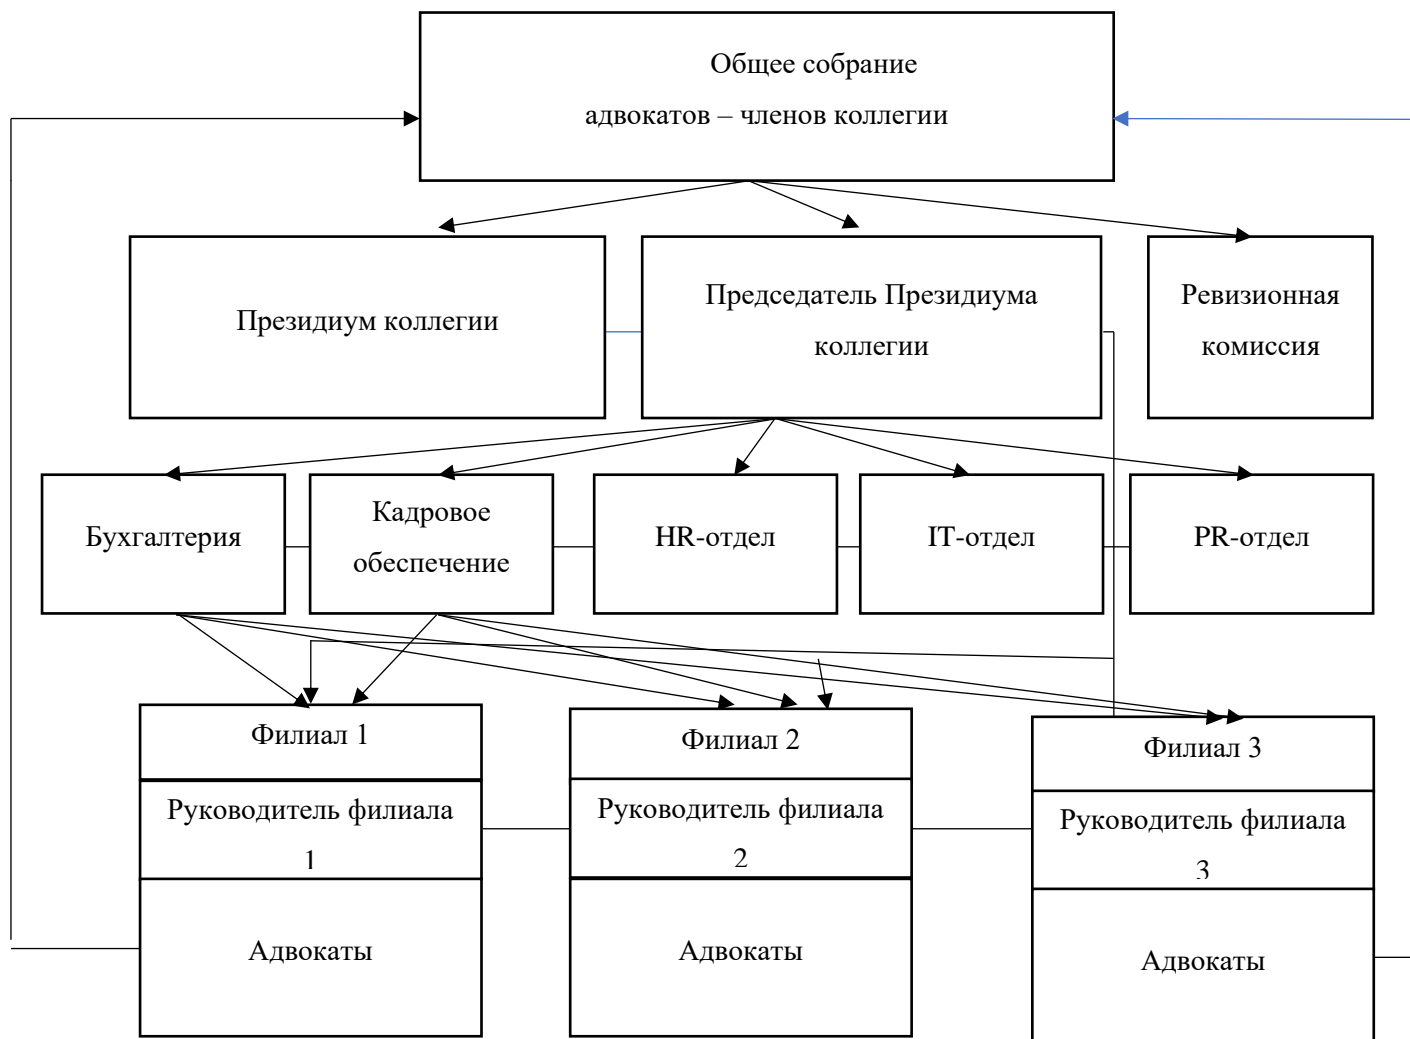 Общее собрание
адвокатов – членов коллегии
Президиум коллегии
Председатель Президиума
коллегии
Ревизионная
комиссия
Бухгалтерия
Кадровое
обеспечение
HR-отдел
IT-отдел
PR-отдел
Филиал 1
Руководитель филиала
1
Адвокаты
Филиал 2
Руководитель филиала
2
Адвокаты
Филиал 3
Руководитель филиала
3
Адвокаты